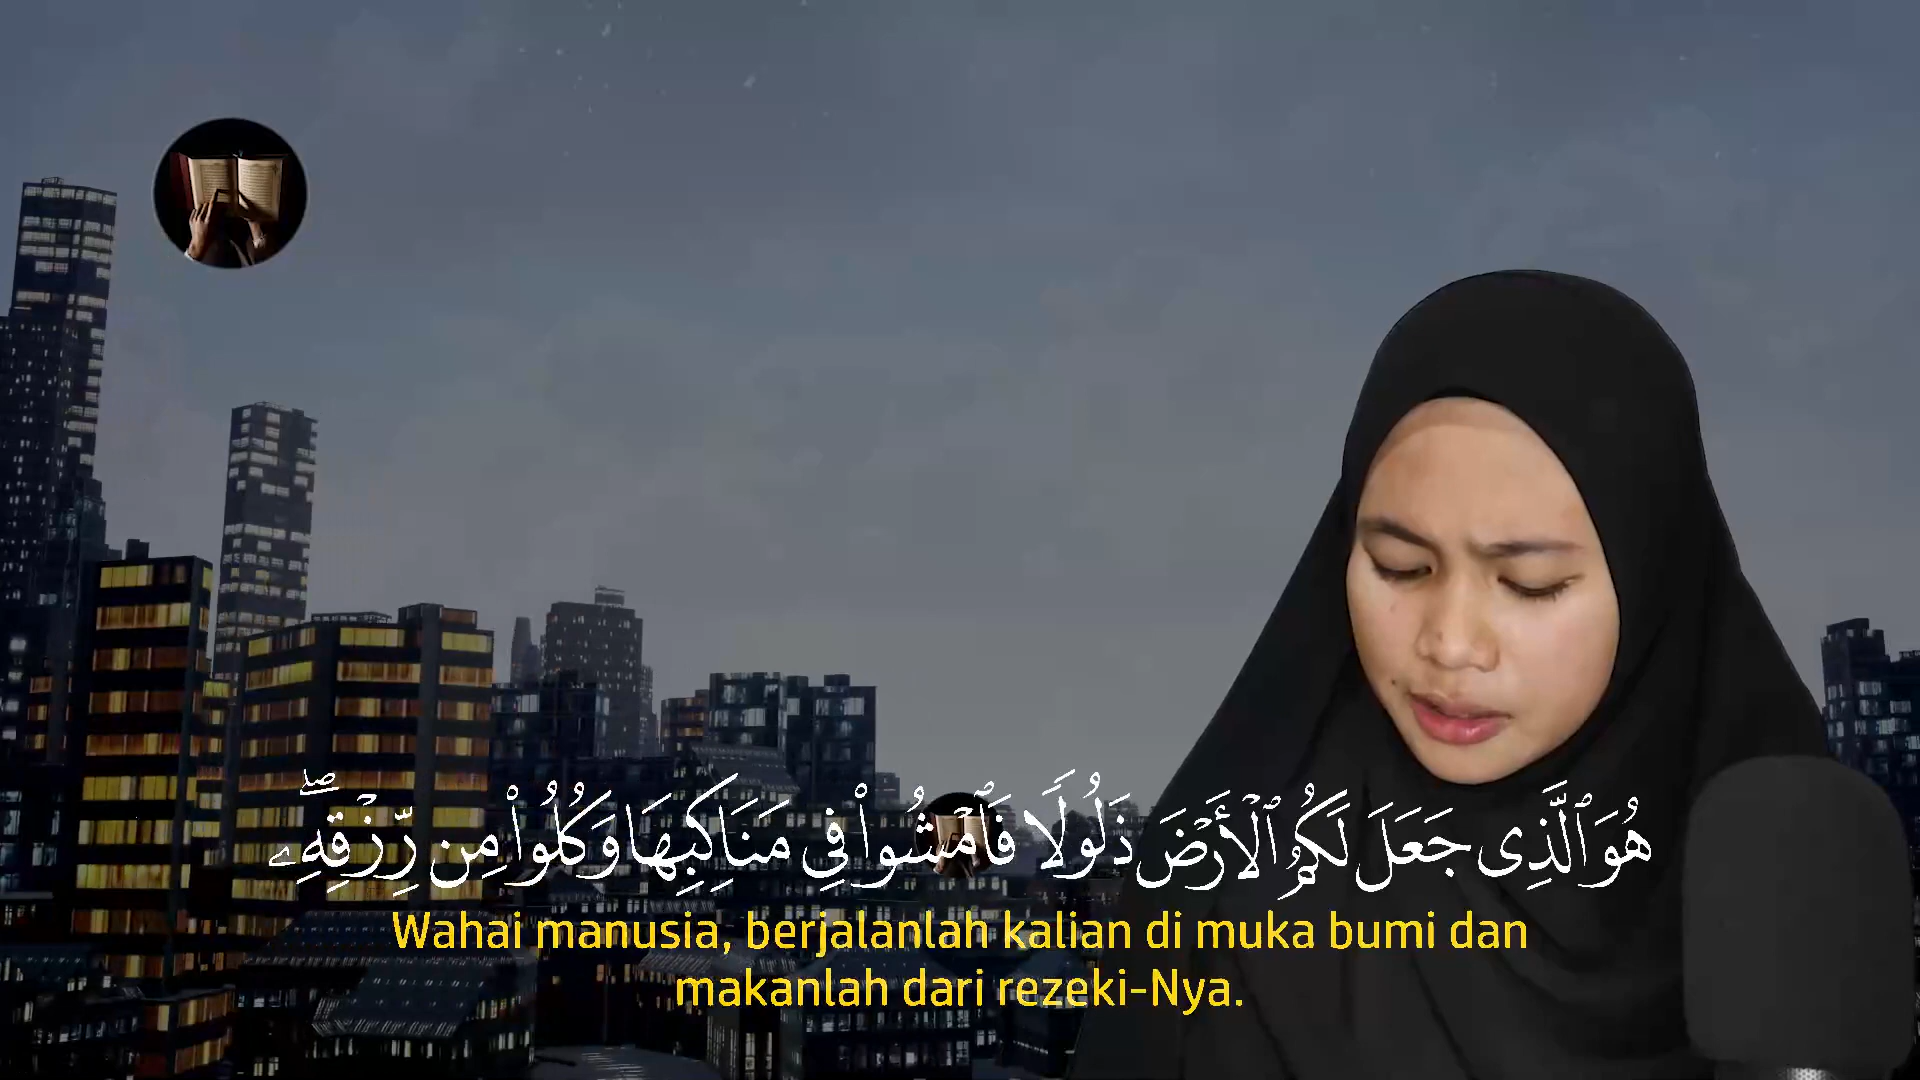 هُوَ ٱلَّذِى جَعَلَ لَكُمُ ٱلْأَرْضَ ذَلُولًا فَٱمْشُوا۟ فِى مَنَاكِبِهَا وَكُلُوا۟ مِن رِّزْقِهِۦ ۖ
Wahai manusia, berjalanlah kalian di muka bumi dan
makanlah dari rezeki-Nya.